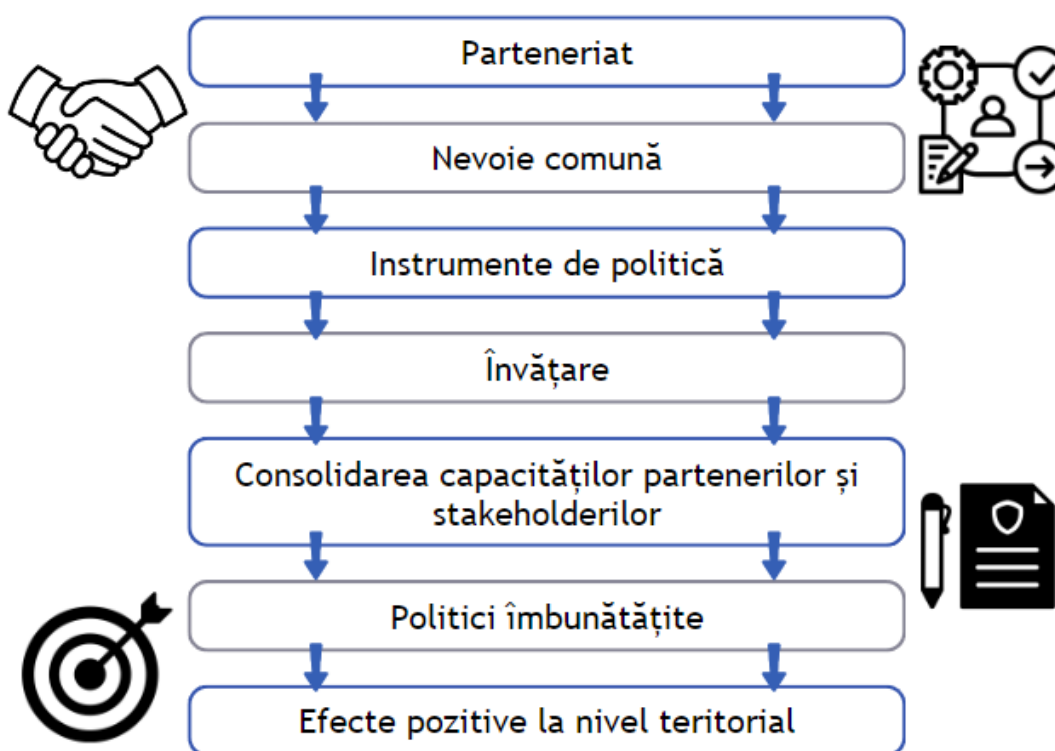 Parteneriat
Nevoie comună
Instrumente de politică
Învățare
Consolidarea capacităților partenerilor și
stakeholderilor
Politici îmbunătățite
Efecte pozitive la nivel teritorial